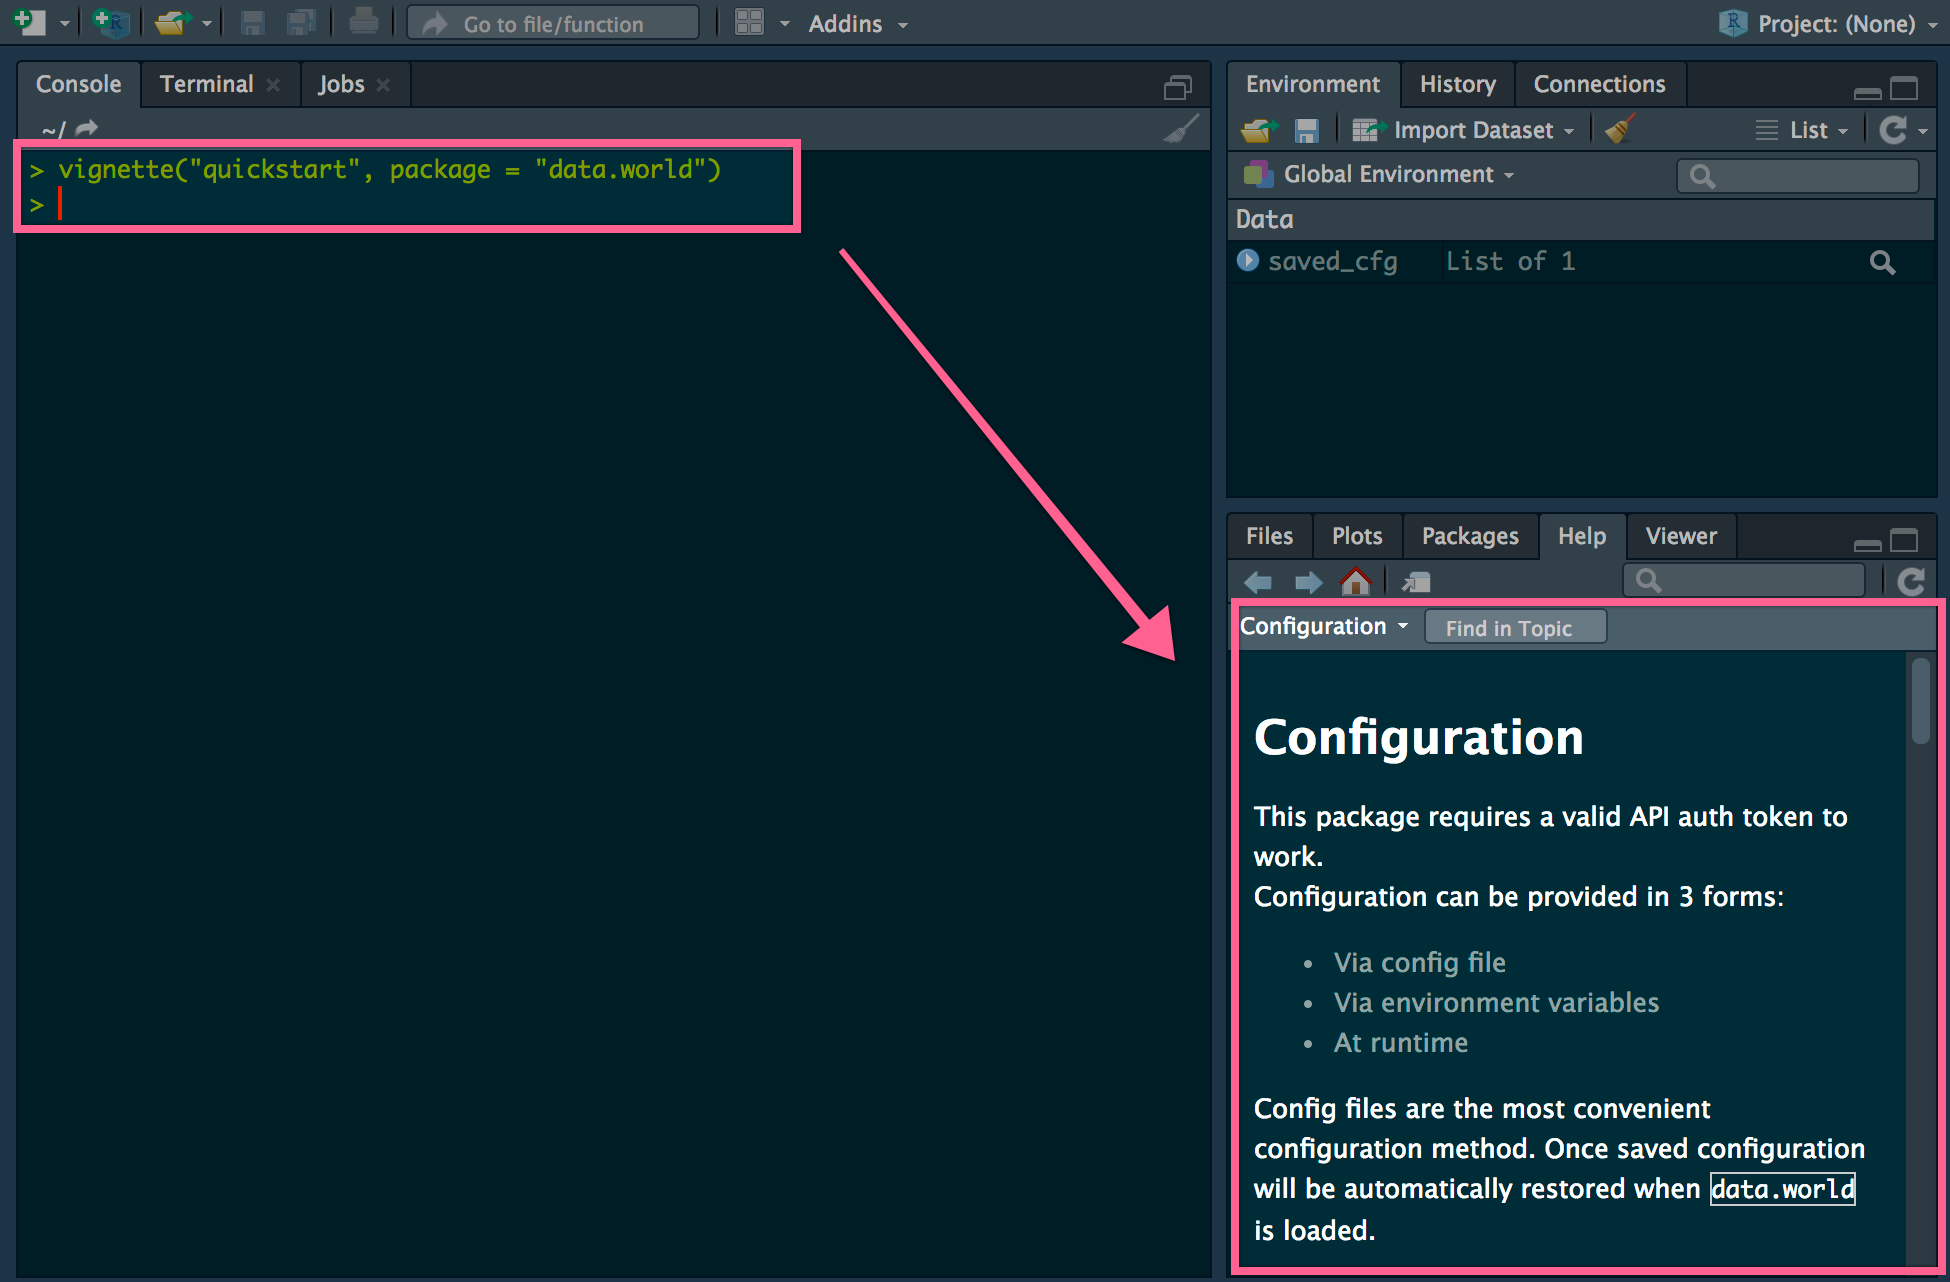 Go to file/function
Addins
Project: (None)
Console
Terminal
Jobs
~/
> vignette("quickstart", package = "data.world")
>
Environment
History
Connections
Import Dataset
List
Global Environment
Data
saved_cfg List of 1
Files
Plots
Packages
Help
Viewer
Configuration
Find in Topic
Configuration
This package requires a valid API auth token to
work.
Configuration can be provided in 3 forms:
• Via config file
• Via environment variables
• At runtime
Config files are the most convenient
configuration method. Once saved configuration
will be automatically restored when data.world
is loaded.